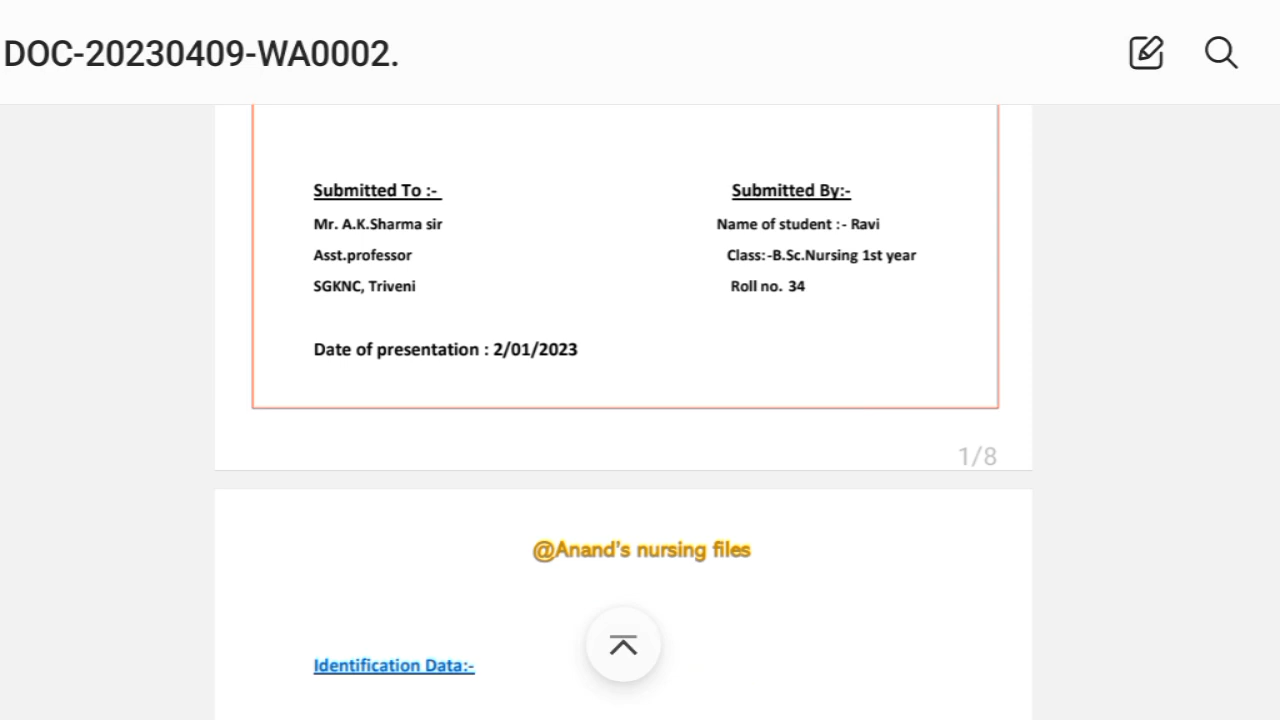 DOC-20230409-WA0002.
Submitted To :-
Submitted By:-
Mr. A.K.Sharma sir
Name of student :- Ravi
Asst.professor
Class:-B.Sc.Nursing 1st year
SGKNC, Triveni
Roll no. 34
Date of presentation : 2/01/2023
1/8
@Anand's nursing files
Identification Data:-